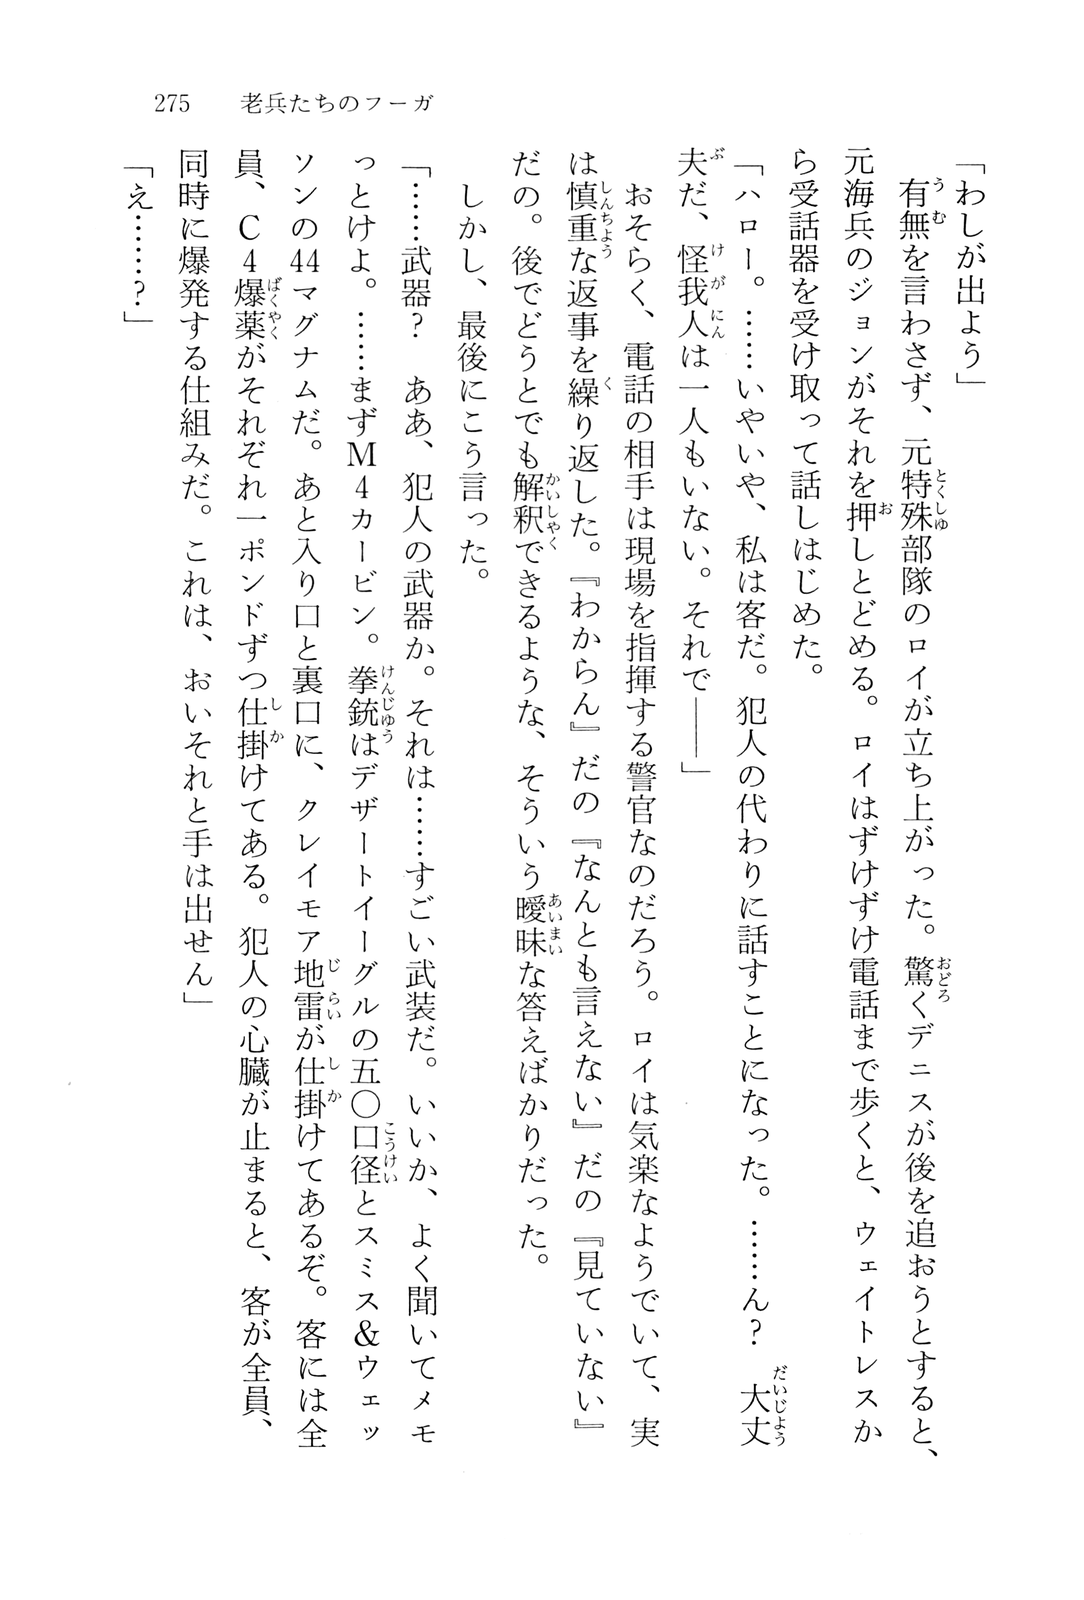 275　老兵たちのフーガ
「わしが出よう」
　有無を言わさず、元特殊部隊のロイが立ち上がった。驚くデニスが後を追おうとすると、
元海兵のジョンがそれを押しとどめる。ロイはずけずけ電話まで歩くと、ウェイトレスか
ら受話器を受け取って話しはじめた。
「ハロー。……いやいや、私は客だ。犯人の代わりに話すことになった。……ん？　大丈
夫だ、怪我人は一人もいない。それで――」
　おそらく、電話の相手は現場を指揮する警官なのだろう。ロイは気楽なようでいて、実
は慎重な返事を繰り返した。『わからん』だの『なんとも言えない』だの『見ていない』
だの。後でどうとでも解釈できるような、そういう曖昧な答えばかりだった。
　しかし、最後にこう言った。
「……武器？　ああ、犯人の武器か。それは……すごい武装だ。いいか、よく聞いてメモ
っとけよ。……まずM4カービン。拳銃はデザートイーグルの五〇口径とスミス＆ウェッ
ソンの44マグナムだ。あと入り口と裏口に、クレイモア地雷が仕掛けてあるぞ。客には全
員、C4爆薬がそれぞれ一ポンドずつ仕掛けてある。犯人の心臓が止まると、客が全員、
同時に爆発する仕組みだ。これは、おいそれと手は出せん」
「え……？」